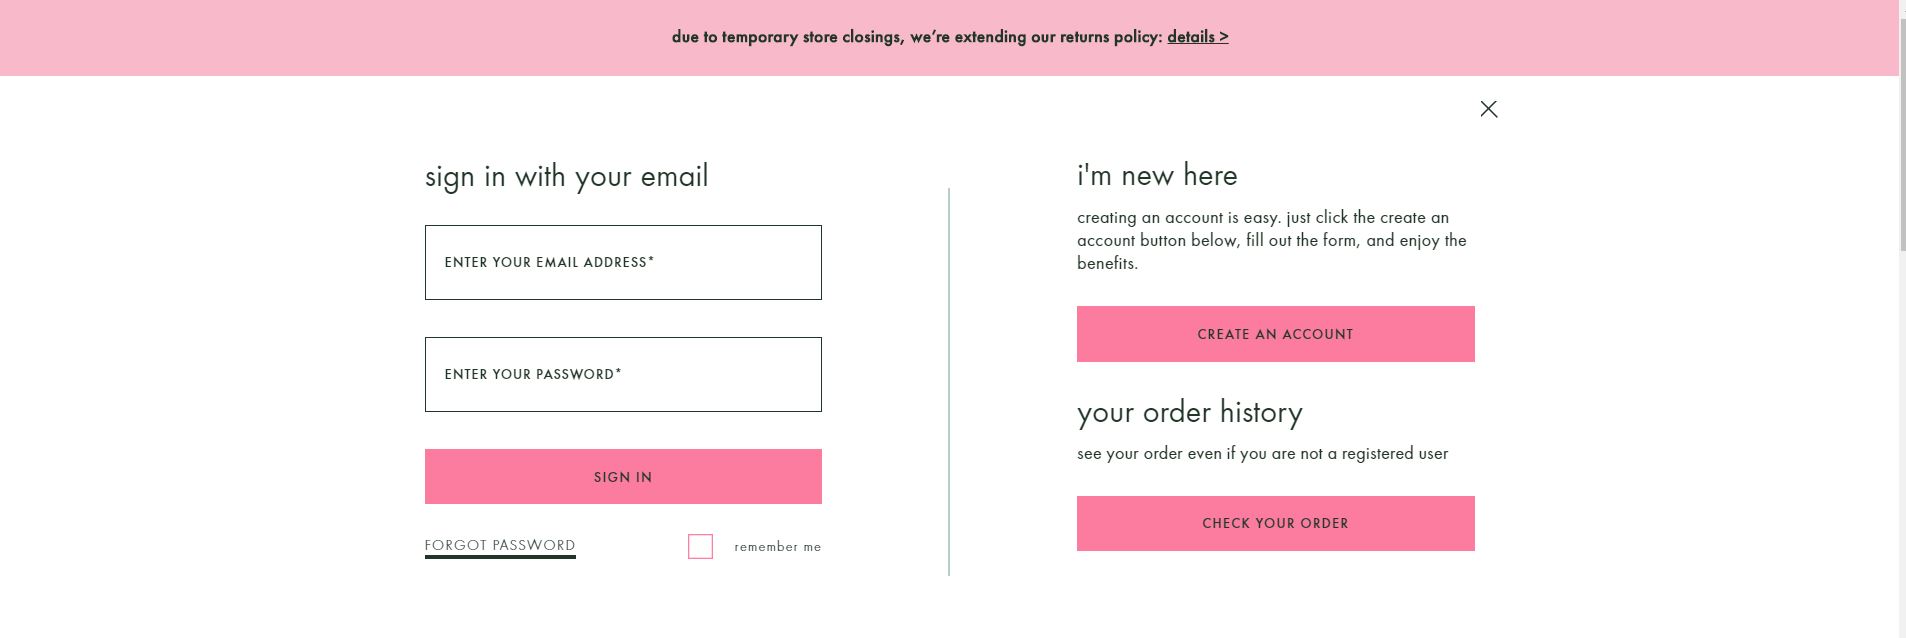 due to temporary store closings, we’re extending our returns policy: details >
sign in with your email
ENTER YOUR EMAIL ADDRESS*
ENTER YOUR PASSWORD*
SIGN IN
FORGOT PASSWORD
remember me
i'm new here
creating an account is easy. just click the create an
account button below, fill out the form, and enjoy the
benefits.
CREATE AN ACCOUNT
your order history
see your order even if you are not a registered user
CHECK YOUR ORDER